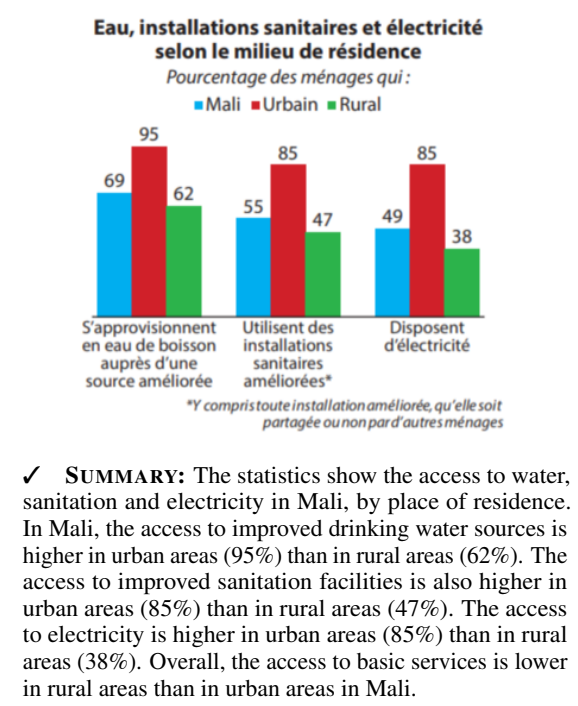 Eau, installations sanitaires et électricité
selon le milieu de résidence
Pourcentage des ménages qui :
Mali Urbain Rural
69 95 62
55 85 47
49 85 38
S'approvisionnent
en eau de boisson
auprès d'une
source améliorée
Utilisent des
installations
sanitaires
améliorées*
Disposent
d'électricité
*Y compris toute installation améliorée, qu'elle soit
partagée ou non par d'autres ménages
✓ SUMMARY: The statistics show the access to water,
sanitation and electricity in Mali, by place of residence.
In Mali, the access to improved drinking water sources is
higher in urban areas (95%) than in rural areas (62%). The
access to improved sanitation facilities is also higher in
urban areas (85%) than in rural areas (47%). The access
to electricity is higher in urban areas (85%) than in rural
areas (38%). Overall, the access to basic services is lower
in rural areas than in urban areas in Mali.